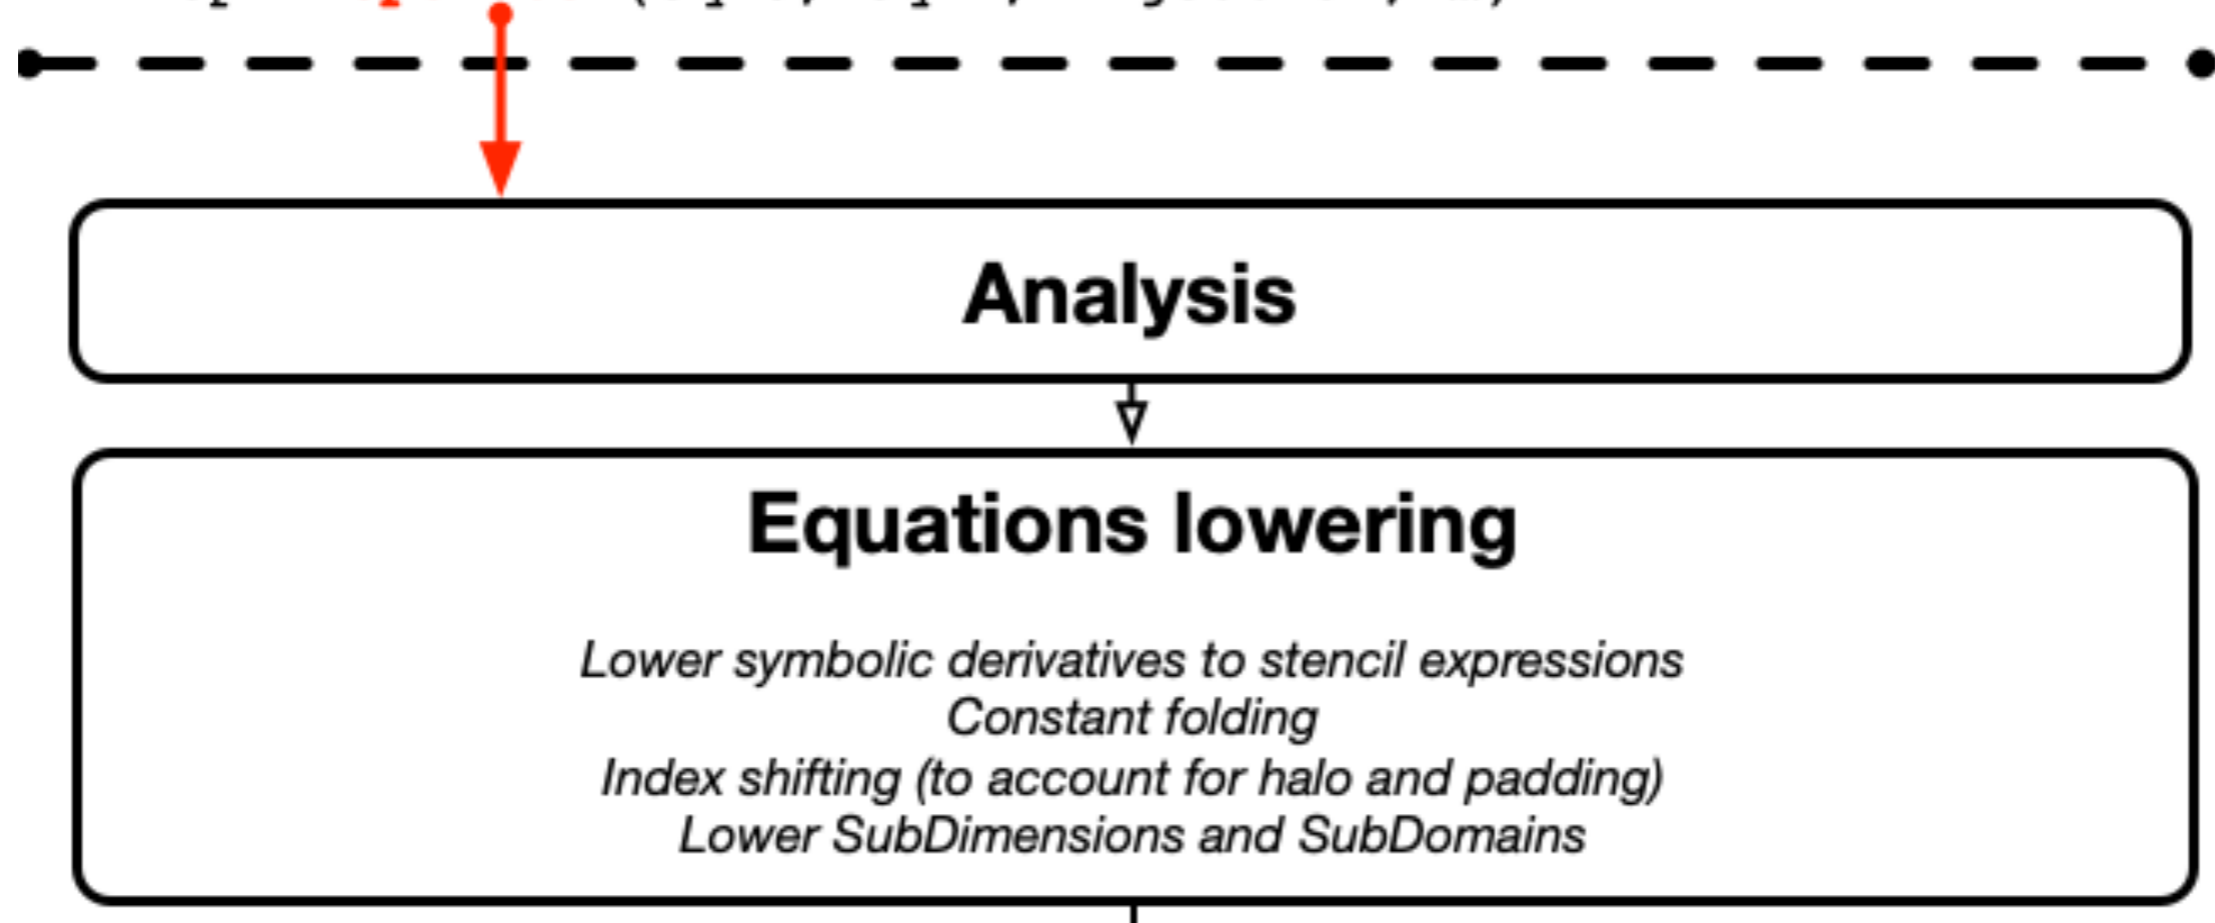 Analysis
Equations lowering
Lower symbolic derivatives to stencil expressions
Constant folding
Index shifting (to account for halo and padding)
Lower SubDimensions and SubDomains